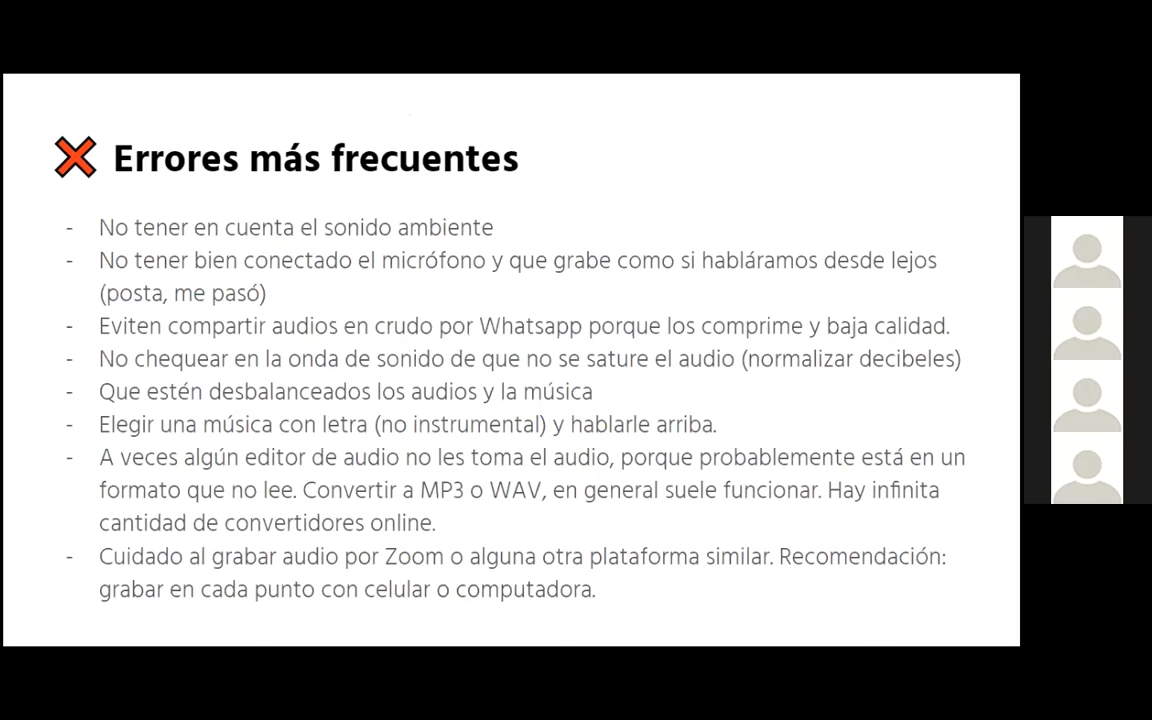 Errores más frecuentes
- No tener en cuenta el sonido ambiente
- No tener bien conectado el micrófono y que grabe como si habláramos desde lejos
(posta, me pasó)
- Eviten compartir audios en crudo por Whatsapp porque los comprime y baja calidad.
- No chequear en la onda de sonido de que no se sature el audio (normalizar decibeles)
- Que estén desbalanceados los audios y la música
- Elegir una música con letra (no instrumental) y hablarle arriba.
- A veces algún editor de audio no les toma el audio, porque probablemente está en un
formato que no lee. Convertir a MP3 o WAV, en general suele funcionar. Hay infinita
cantidad de convertidores online.
- Cuidado al grabar audio por Zoom o alguna otra plataforma similar. Recomendación:
grabar en cada punto con celular o computadora.